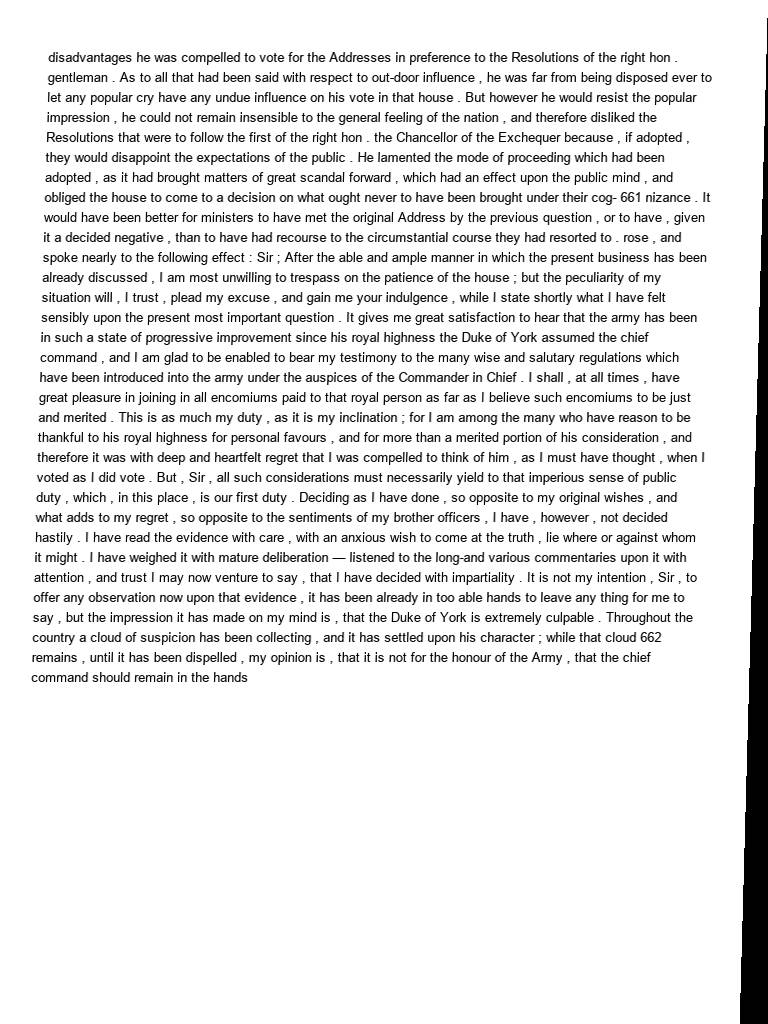 disadvantages he was compelled to vote for the Addresses in preference to the Resolutions of the right hon .
gentleman . As to all that had been said with respect to out-door influence , he was far from being disposed ever to
let any popular cry have any undue influence on his vote in that house . But however he would resist the popular
impression , he could not remain insensible to the general feeling of the nation , and therefore disliked the
Resolutions that were to follow the first of the right hon . the Chancellor of the Exchequer because , if adopted ,
they would disappoint the expectations of the public . He lamented the mode of proceeding which had been
adopted , as it had brought matters of great scandal forward , which had an effect upon the public mind , and
obliged the house to come to a decision on what ought never to have been brought under their cog- 661 nizance . It
would have been better for ministers to have met the original Address by the previous question , or to have , given
it a decided negative , than to have had recourse to the circumstantial course they had resorted to . rose , and
spoke nearly to the following effect : Sir ; After the able and ample manner in which the present business has been
already discussed , I am most unwilling to trespass on the patience of the house ; but the peculiarity of my
situation will , I trust , plead my excuse , and gain me your indulgence , while I state shortly what I have felt
sensibly upon the present most important question . It gives me great satisfaction to hear that the army has been
in such a state of progressive improvement since his royal highness the Duke of York assumed the chief
command , and I am glad to be enabled to bear my testimony to the many wise and salutary regulations which
have been introduced into the army under the auspices of the Commander in Chief . I shall , at all times , have
great pleasure in joining in all encomiums paid to that royal person as far as I believe such encomiums to be just
and merited . This is as much my duty , as it is my inclination ; for I am among the many who have reason to be
thankful to his royal highness for personal favours , and for more than a merited portion of his consideration , and
therefore it was with deep and heartfelt regret that I was compelled to think of him , as I must have thought , when I
voted as I did vote . But , Sir , all such considerations must necessarily yield to that imperious sense of public
duty , which , in this place , is our first duty . Deciding as I have done , so opposite to my original wishes , and
what adds to my regret , so opposite to the sentiments of my brother officers , I have , however , not decided
hastily . I have read the evidence with care , with an anxious wish to come at the truth , lie where or against whom
it might . I have weighed it with mature deliberation — listened to the long-and various commentaries upon it with
attention , and trust I may now venture to say , that I have decided with impartiality . It is not my intention , Sir , to
offer any observation now upon that evidence , it has been already in too able hands to leave any thing for me to
say , but the impression it has made on my mind is , that the Duke of York is extremely culpable . Throughout the
country a cloud of suspicion has been collecting , and it has settled upon his character ; while that cloud 662
remains , until it has been dispelled , my opinion is , that it is not for the honour of the Army , that the chief
command should remain in the hands